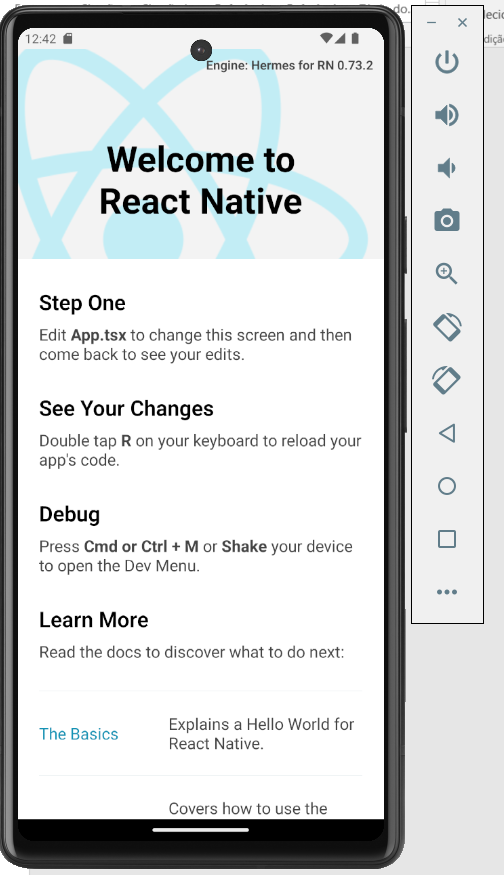 12:42
Engine: Hermes for RN 0.73.2
Welcome to
React Native
Step One
Edit App.tsx to change this screen and then
come back to see your edits.
See Your Changes
Double tap R on your keyboard to reload your
app's code.
Debug
Press Cmd or Ctrl + M or Shake your device
to open the Dev Menu.
Learn More
Read the docs to discover what to do next:
The Basics
Explains a Hello World for
React Native.
Covers how to use the